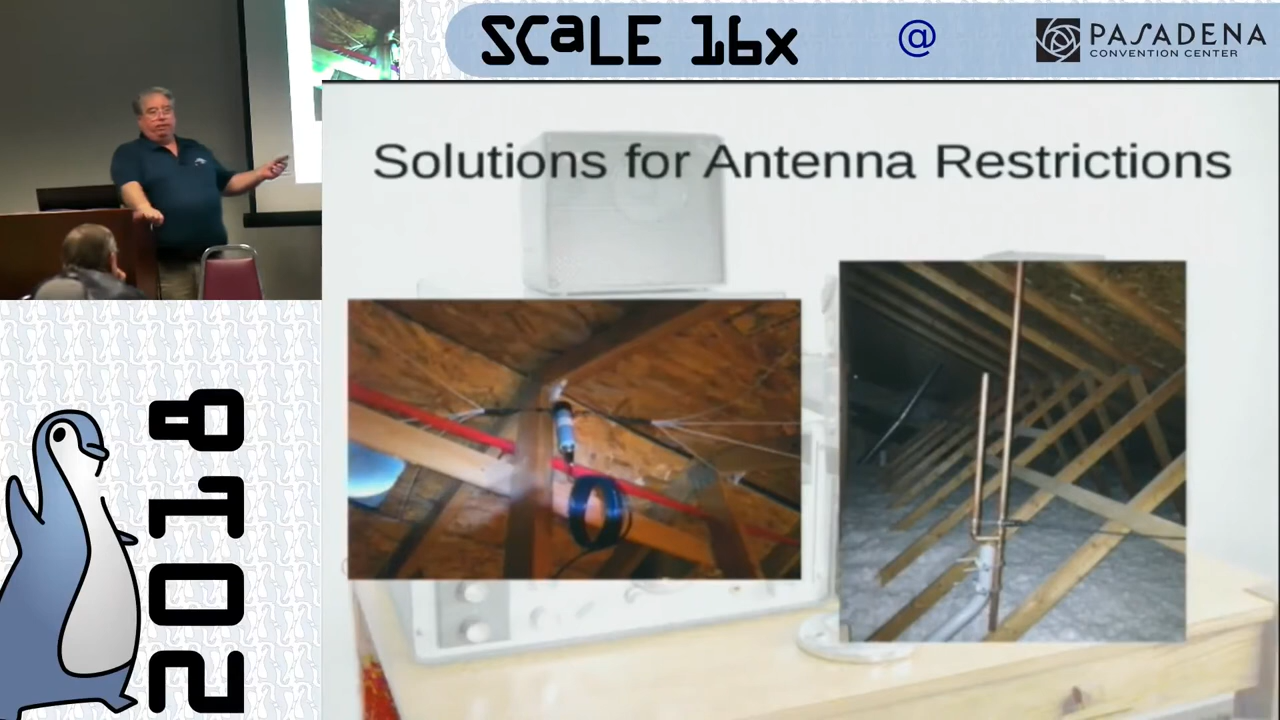 SCaLE 16x
@
PASADENA
CONVENTION CENTER
Solutions for Antenna Restrictions
2018